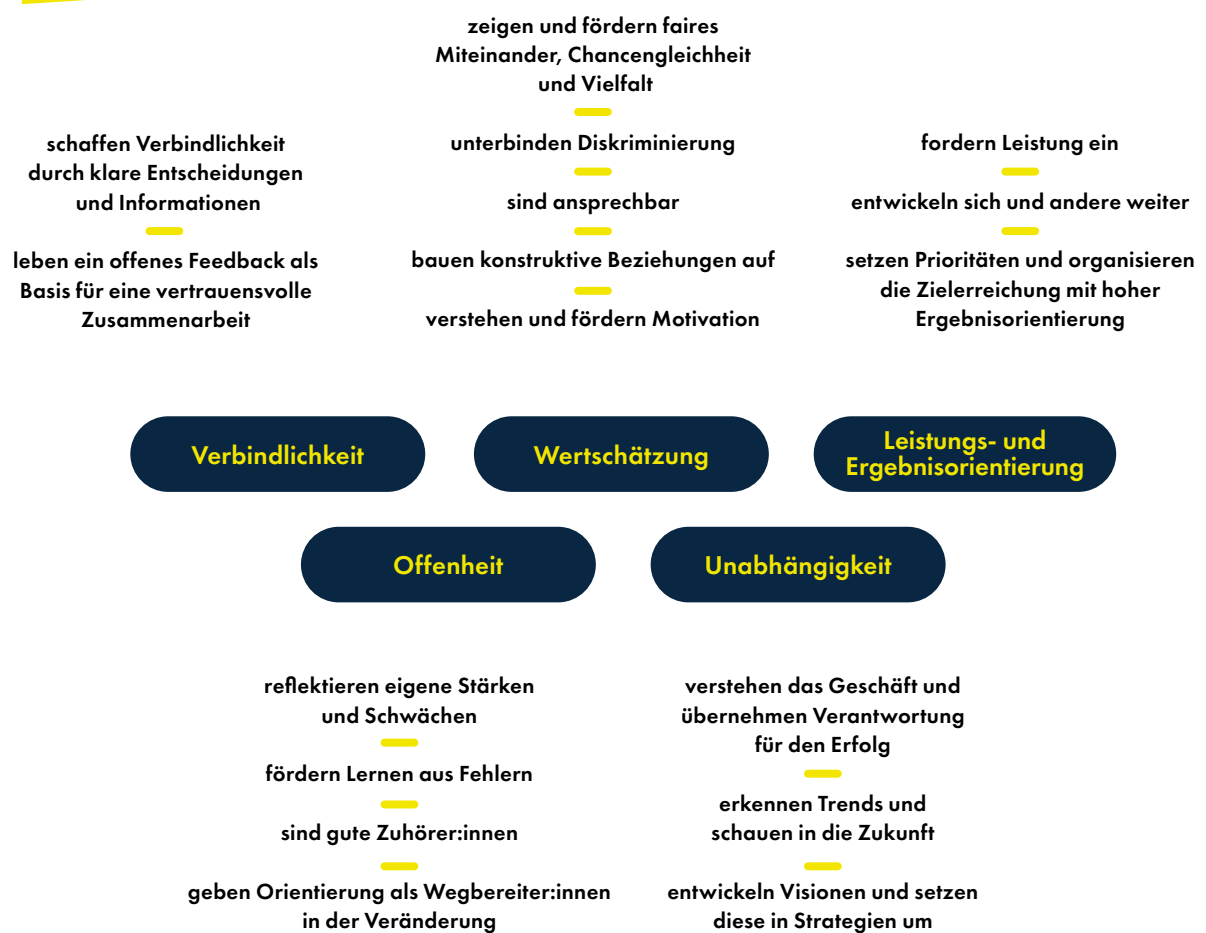 schaffen Verbindlichkeit
durch klare Entscheidungen
und Informationen
leben ein offenes Feedback als
Basis für eine vertrauensvolle
Zusammenarbeit
zeigen und fördern faires
Miteinander, Chancengleichheit
und Vielfalt
unterbinden Diskriminierung
sind ansprechbar
bauen konstruktive Beziehungen auf
verstehen und fördern Motivation
fordern Leistung ein
entwickeln sich und andere weiter
setzen Prioritäten und organisieren
die Zielerreichung mit hoher
Ergebnisorientierung
Verbindlichkeit
Wertschätzung
Leistungs- und
Ergebnisorientierung
Offenheit
Unabhängigkeit
reflektieren eigene Stärken
und Schwächen
fördern Lernen aus Fehlern
sind gute Zuhörer:innen
geben Orientierung als Wegbereiter:innen
in der Veränderung
verstehen das Geschäft und
übernehmen Verantwortung
für den Erfolg
erkennen Trends und
schauen in die Zukunft
entwickeln Visionen und setzen
diese in Strategien um